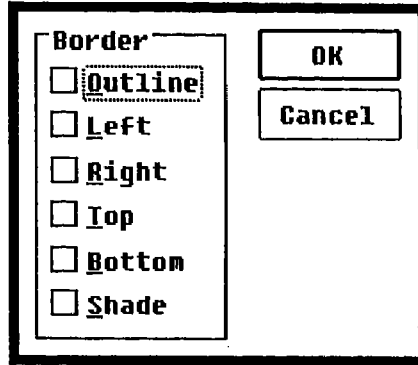 Border
Outline
Left
Right
Top
Bottom
Shade
OK
Cancel